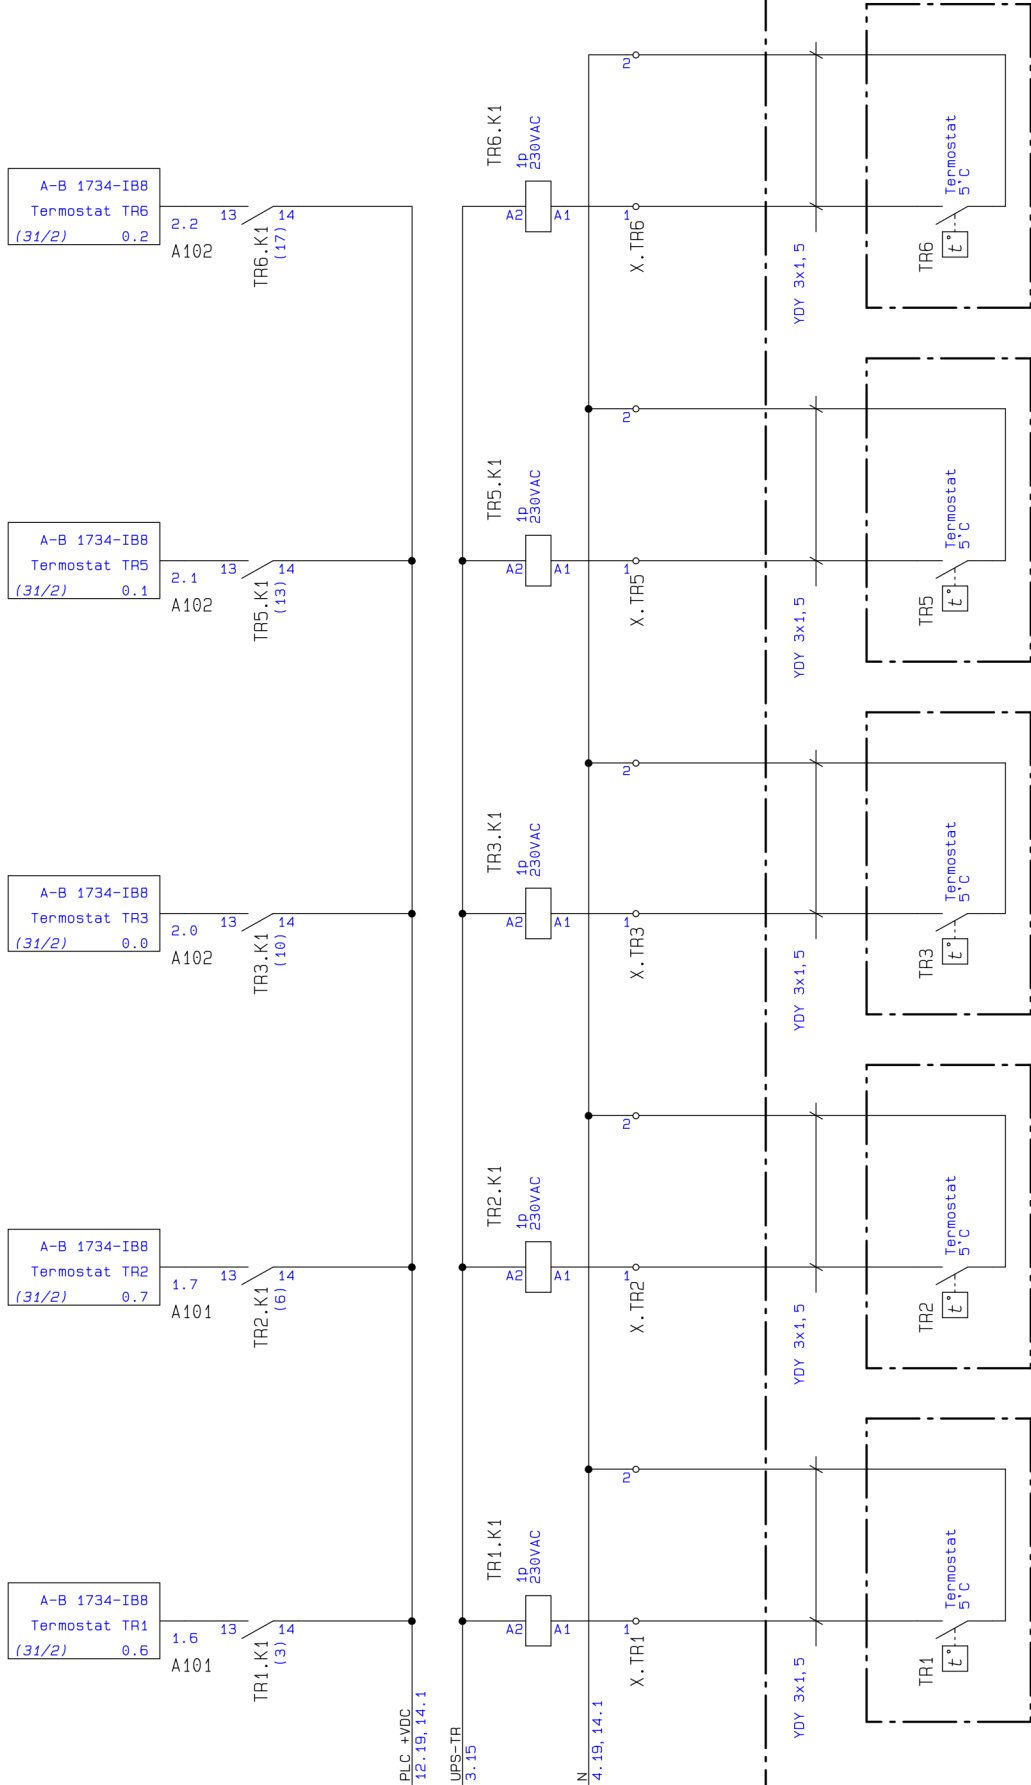 A-B 1734-IB8
Termostat TR6
(31/2) 0.2
2.2
A102
13
14
TR6.K1
(17)
TR6.K1
1p
230VAC
A2
A1
2
1
X.TR6
YDY 3x1,5
Termostat
5'C
TR6
t°
A-B 1734-IB8
Termostat TR5
(31/2) 0.1
2.1
A102
13
14
TR5.K1
(13)
TR5.K1
1p
230VAC
A2
A1
2
1
X.TR5
YDY 3x1,5
Termostat
5'C
TR5
t°
A-B 1734-IB8
Termostat TR3
(31/2) 0.0
2.0
A102
13
14
TR3.K1
(10)
TR3.K1
1p
230VAC
A2
A1
2
1
X.TR3
YDY 3x1,5
Termostat
5'C
TR3
t°
A-B 1734-IB8
Termostat TR2
(31/2) 0.7
1.7
A101
13
14
TR2.K1
(6)
TR2.K1
1p
230VAC
A2
A1
2
1
X.TR2
YDY 3x1,5
Termostat
5'C
TR2
t°
A-B 1734-IB8
Termostat TR1
(31/2) 0.6
1.6
A101
13
14
TR1.K1
(3)
TR1.K1
1p
230VAC
A2
A1
2
1
X.TR1
YDY 3x1,5
Termostat
5'C
TR1
t°
PLC +VDC
12.19,14.1
UPS-TR
3.15
N
4.19,14.1